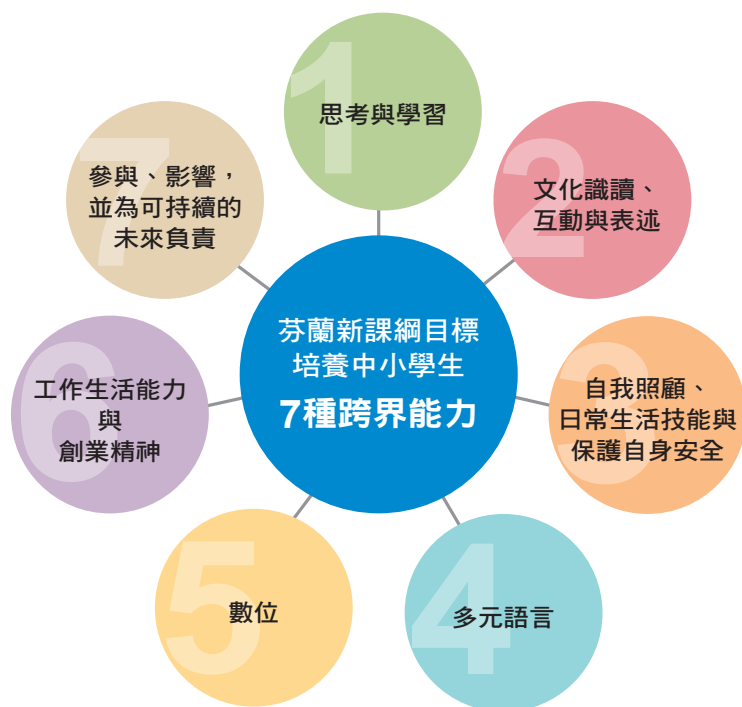 芬蘭新課綱目標
培養中小學生
7種跨界能力
1
思考與學習
2
文化識讀、
互動與表述
3
自我照顧、
日常生活技能與
保護自身安全
4
多元語言
5
數位
6
工作生活能力
與
創業精神
7
參與、影響，
並為可持續的
未來負責